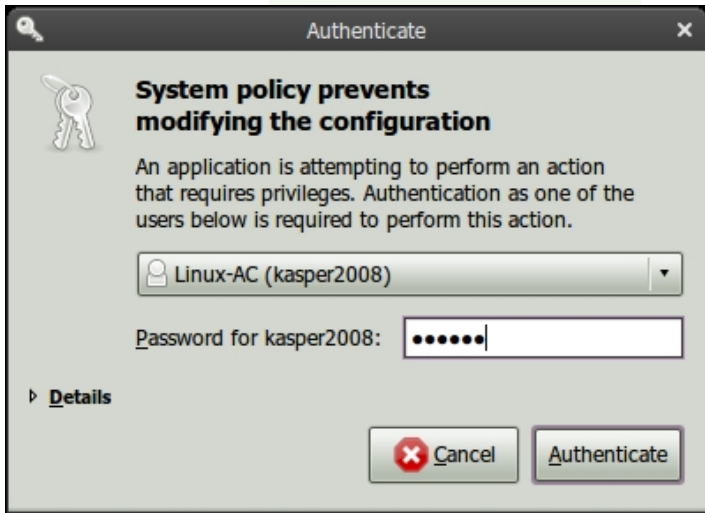 Authenticate
System policy prevents
modifying the configuration
An application is attempting to perform an action
that requires privileges. Authentication as one of the
users below is required to perform this action.
Linux-AC (kasper2008)
Password for kasper2008: ••••••
Details
Cancel
Authenticate